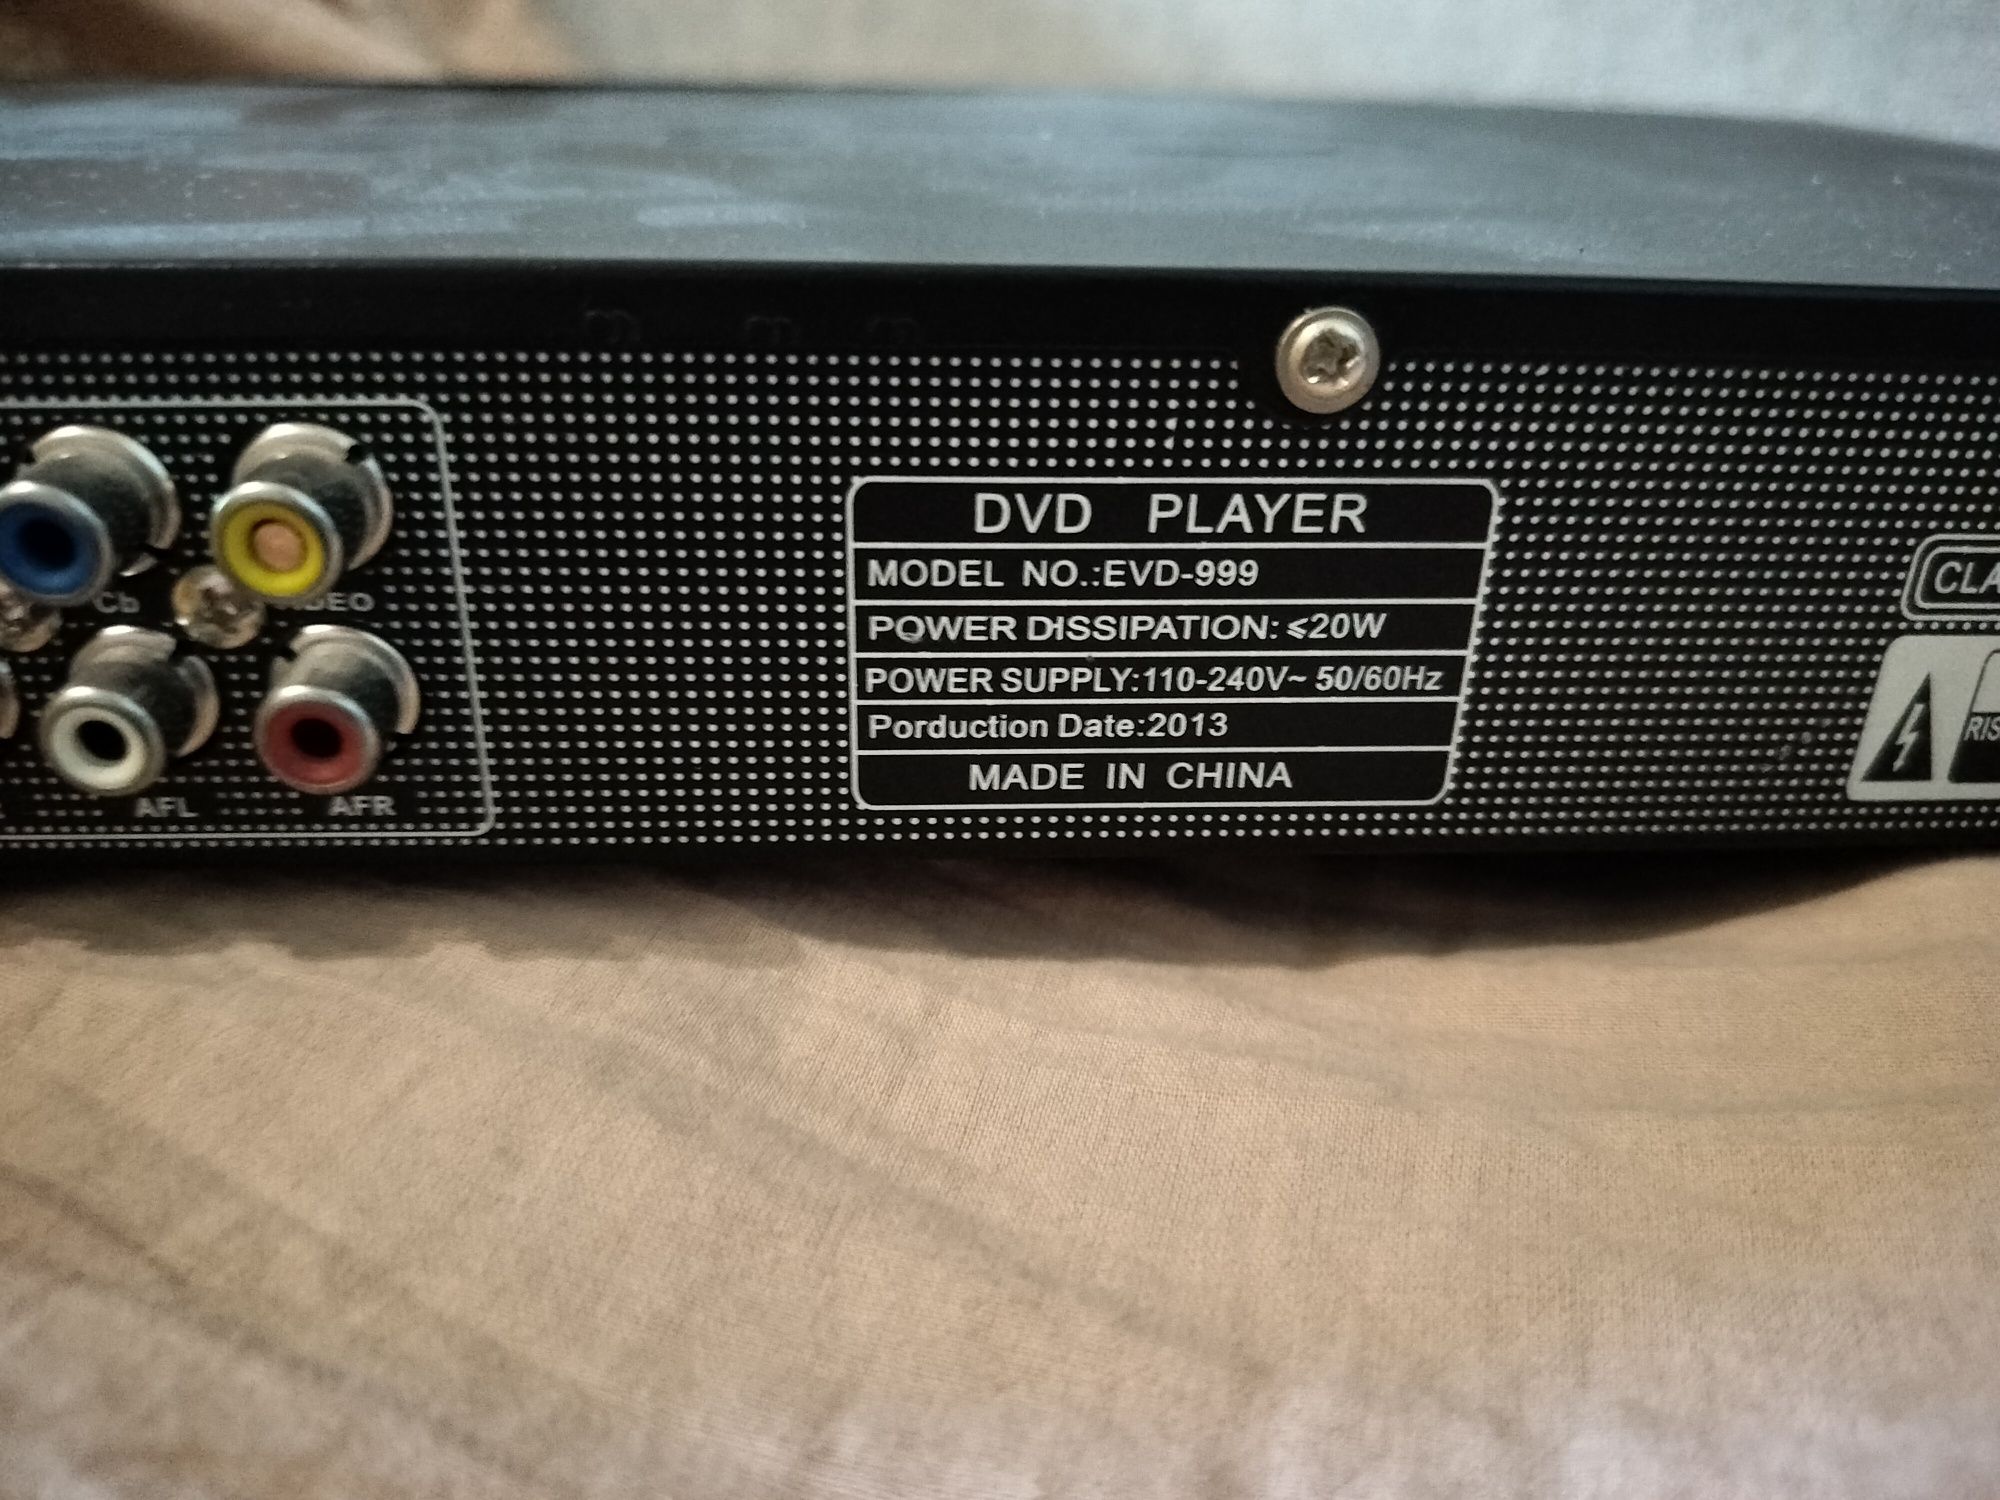 DVD PLAYER
MODEL NO.:EVD-999
POWER DISSIPATION: ⩽20W
POWER SUPPLY:110-240V~ 50/60Hz
Porduction Date:2013
MADE IN CHINA
Cb
AFL
AFR